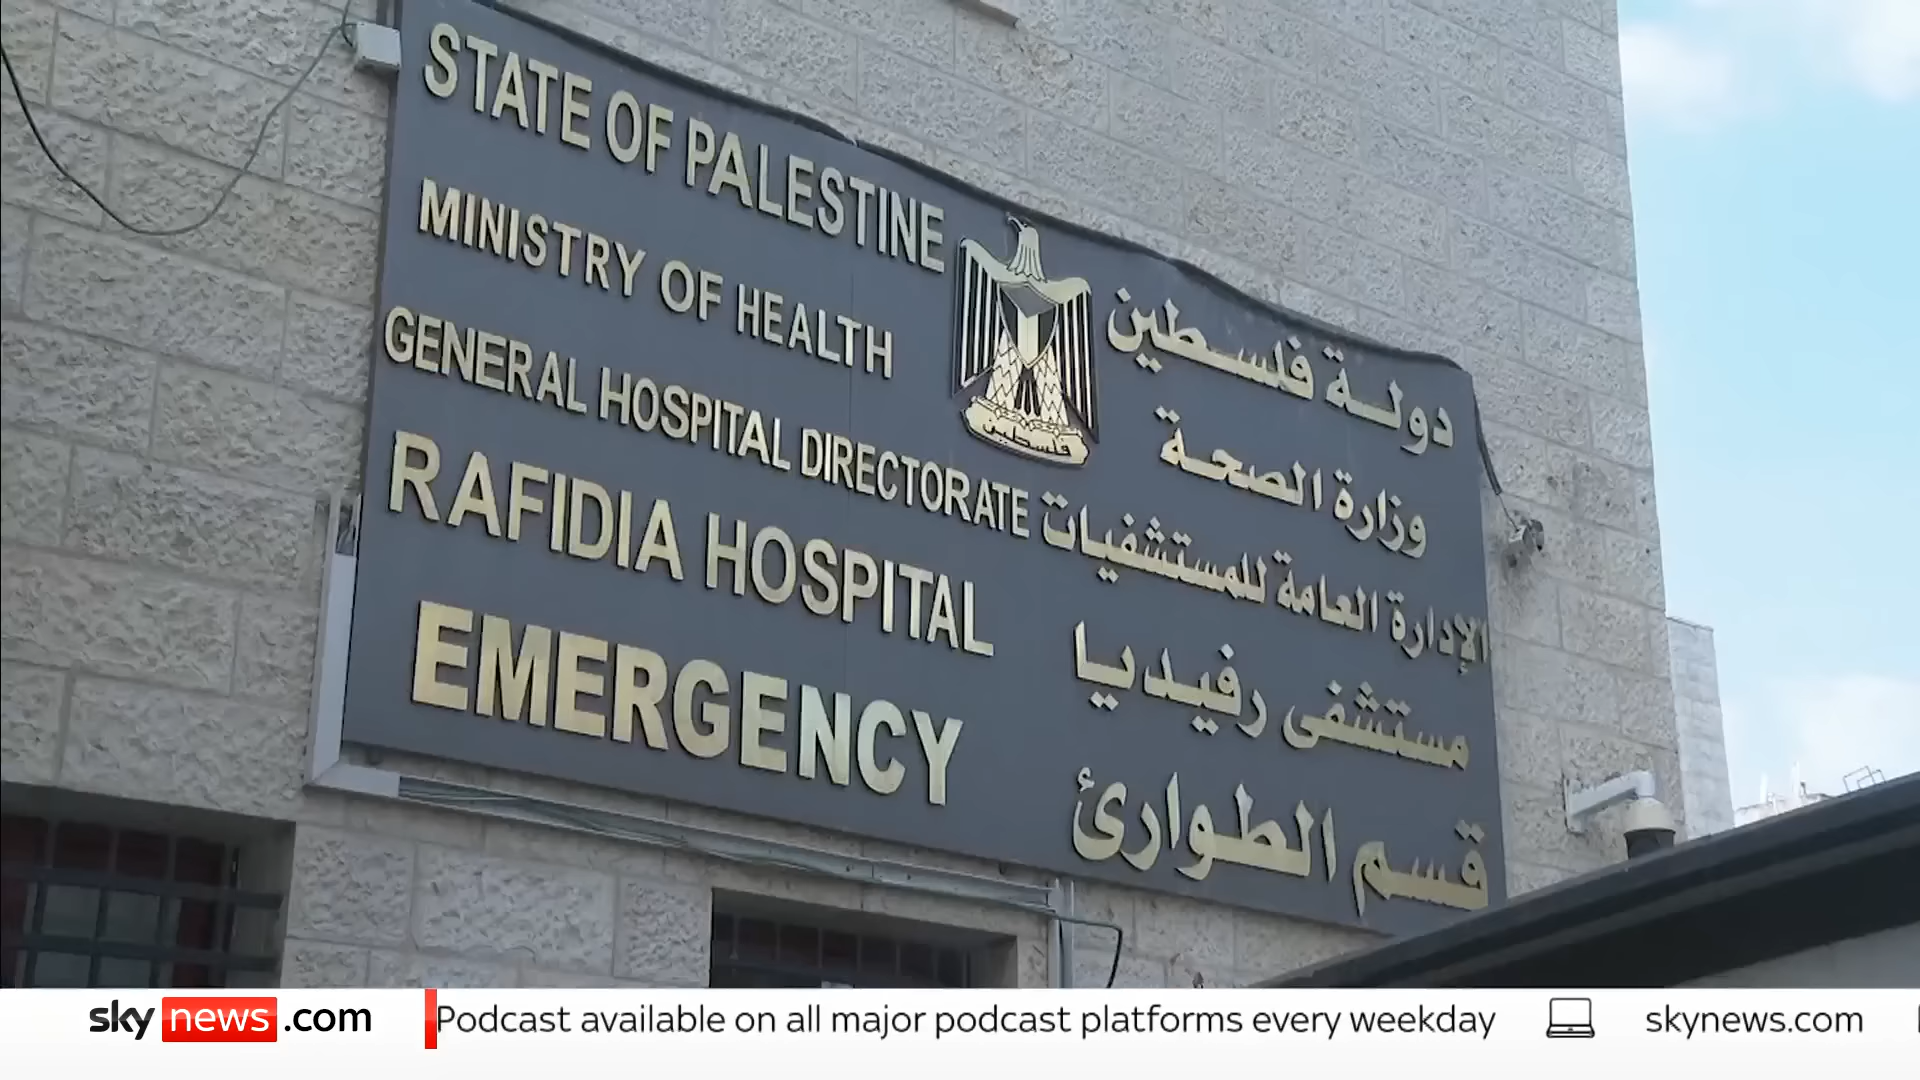 STATE OF PALESTINE
MINISTRY OF HEALTH
GENERAL HOSPITAL DIRECTORATE
RAFIDIA HOSPITAL
EMERGENCY
فلسطين
دولة فلسطين
وزارة الصحة
الإدارة العامة للمستشفيات
مستشفى رفيديا
قسم الطوارئ
sky news .com
Podcast available on all major podcast platforms every weekday
skynews.com